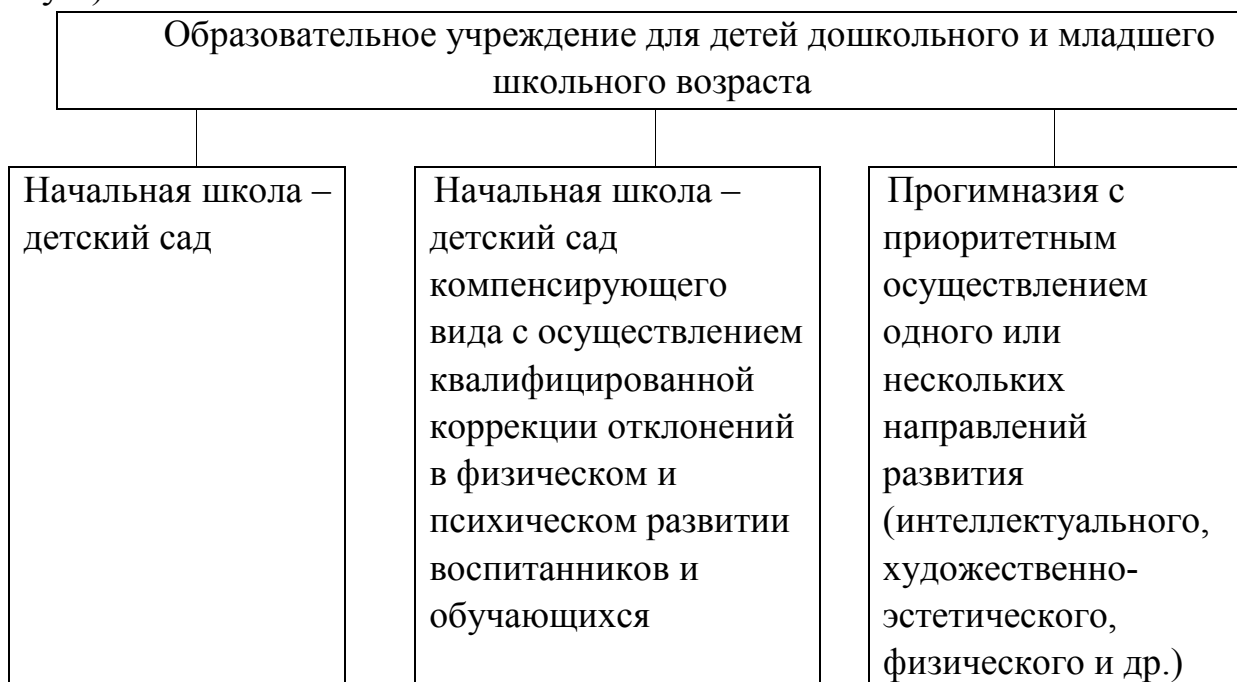 Образовательное учреждение для детей дошкольного и младшего
школьного возраста
Начальная школа –
детский сад
Начальная школа –
детский сад
компенсирующего
вида с осуществлением
квалифицированной
коррекции отклонений
в физическом и
психическом развитии
воспитанников и
обучающихся
Прогимназия с
приоритетным
осуществлением
одного или
нескольких
направлений
развития
(интеллектуального,
художественно-
эстетического,
физического и др.)